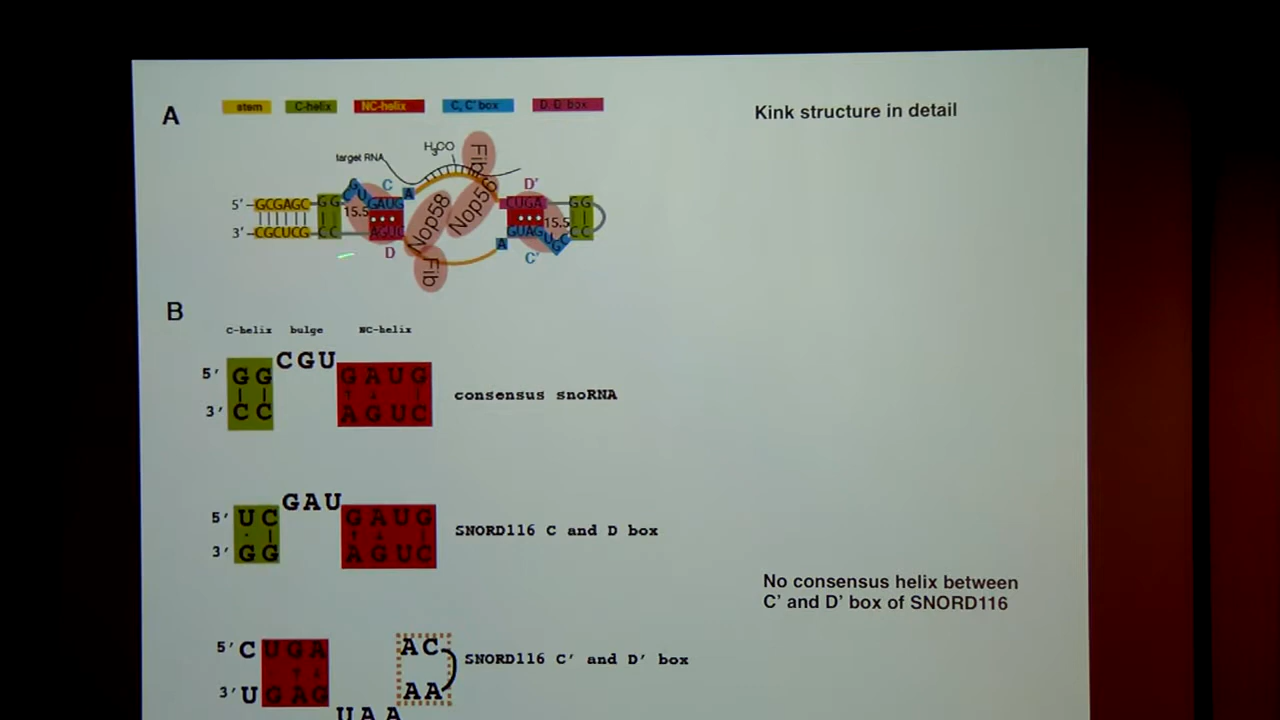 A
stem C-helix NC-helix C, C' box D, D' box
Kink structure in detail
target RNA
H3CO
Fib
C
D'
5'
GCGAGC
GG
C
G
U
GAUG
A
Nop58
Nop56
CUGA
GG
15.5
15.5
3'
CGCUCG
CC
AGUC
A
GUAG
U
G
C
CC
D
Fib
C'
B
C-helix bulge NC-helix
CGU
5' GG GAUG
consensus snoRNA
3' CC AGUC
GAU
5' UC GAUG
SNORD116 C and D box
3' GG AGUC
No consensus helix between
C' and D' box of SNORD116
5' C UGA AC
SNORD116 C' and D' box
3' U GAG AA
UAA